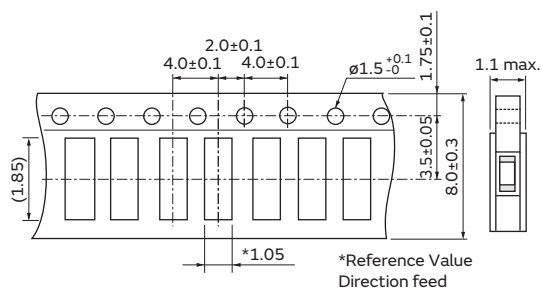 2.0±0.1
4.0±0.1
4.0±0.1
ø1.5 +0.1
-0
1.75±0.1
1.1 max.
3.5±0.05
8.0±0.3
(1.85)
*1.05
*Reference Value
Direction feed